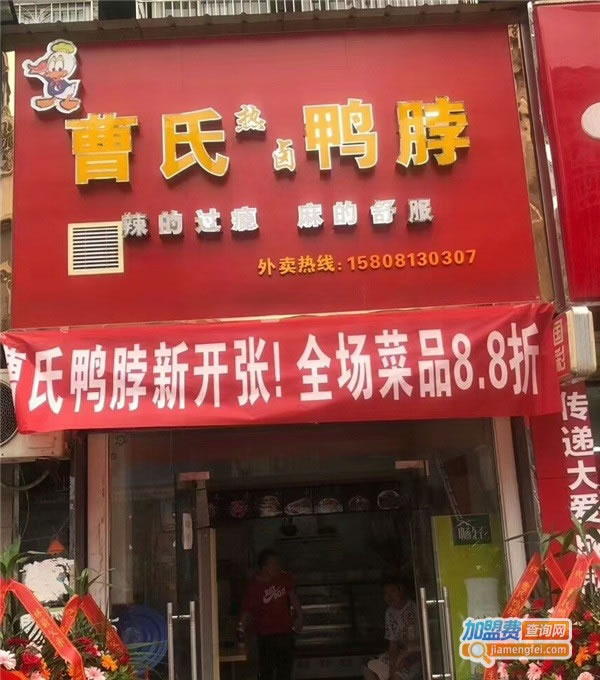 曹氏热卤鸭脖
辣的过瘾 麻的舒服
外卖热线:15808130307
曹氏鸭脖新开张!全场菜品8.8折
传递大爱
加盟费查询网
jiamengfei.com